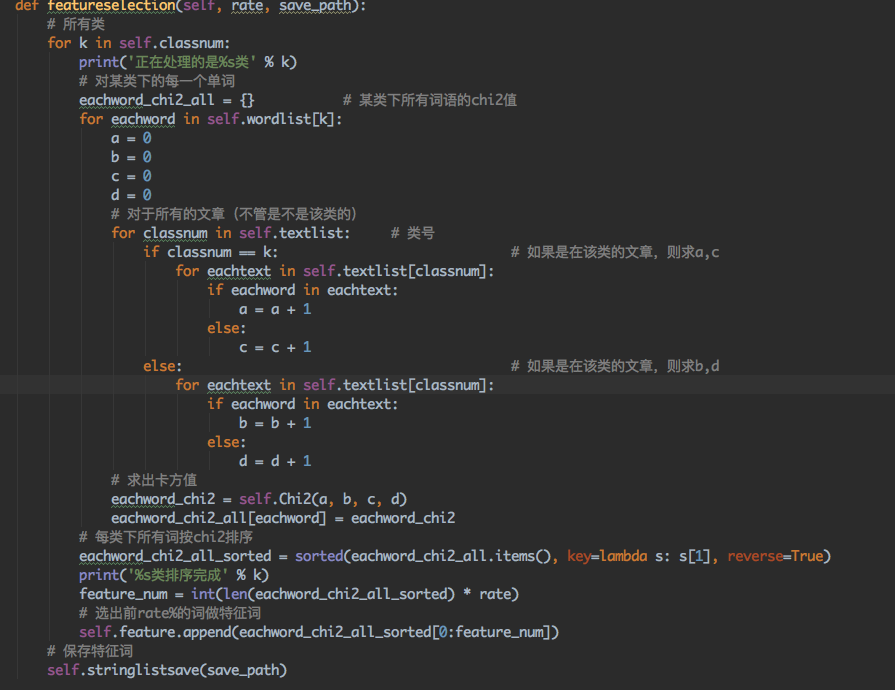 def featureselection(self, rate, save_path):
    # 所有类
    for k in self.classnum:
        print('正在处理的是%s类' % k)
        # 对某类下的每一个单词
        eachword_chi2_all = {}           # 某类下所有词语的chi2值
        for eachword in self.wordlist[k]:
            a = 0
            b = 0
            c = 0
            d = 0
            # 对于所有的文章（不管是不是该类的）
            for classnum in self.textlist:     # 类号
                if classnum == k:                             # 如果是在该类的文章，则求a,c
                    for eachtext in self.textlist[classnum]:
                        if eachword in eachtext:
                            a = a + 1
                        else:
                            c = c + 1
                else:                                         # 如果是在该类的文章，则求b,d
                    for eachtext in self.textlist[classnum]:
                        if eachword in eachtext:
                            b = b + 1
                        else:
                            d = d + 1
            # 求出卡方值
            eachword_chi2 = self.Chi2(a, b, c, d)
            eachword_chi2_all[eachword] = eachword_chi2
        # 每类下所有词按chi2排序
        eachword_chi2_all_sorted = sorted(eachword_chi2_all.items(), key=lambda s: s[1], reverse=True)
        print('%s类排序完成' % k)
        feature_num = int(len(eachword_chi2_all_sorted) * rate)
        # 选出前rate%的词做特征词
        self.feature.append(eachword_chi2_all_sorted[0:feature_num])
    # 保存特征词
    self.stringlistsave(save_path)